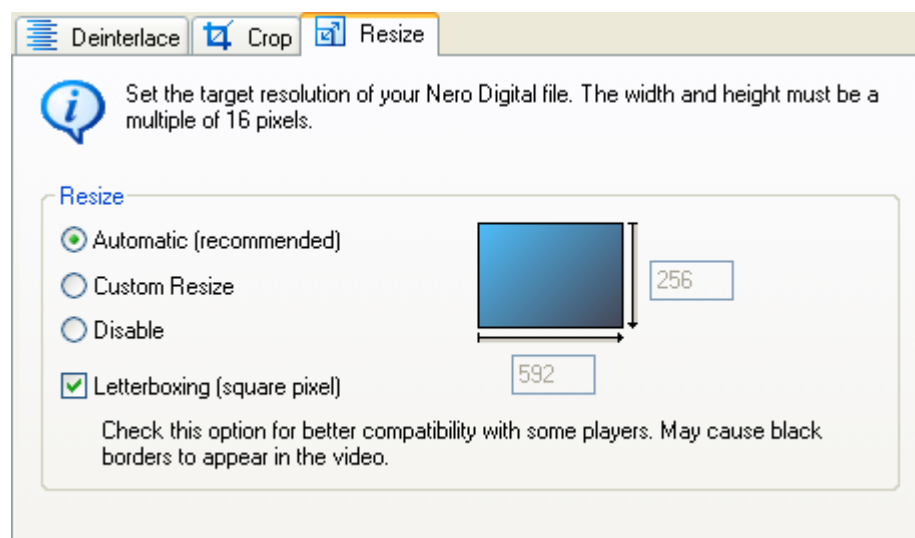 Deinterlace Crop Resize
Set the target resolution of your Nero Digital file. The width and height must be a
multiple of 16 pixels.
Resize
Automatic (recommended)
256
Custom Resize
Disable
592
Letterboxing (square pixel)
Check this option for better compatibility with some players. May cause black
borders to appear in the video.